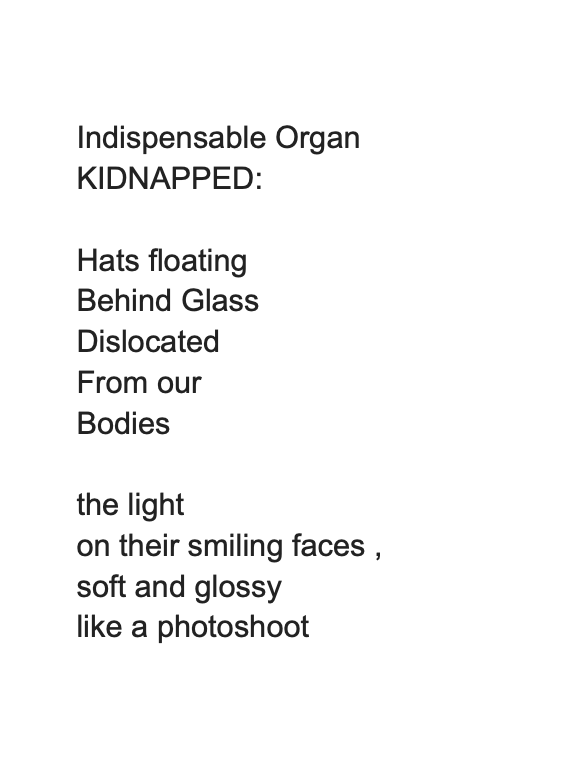 Indispensable Organ
KIDNAPPED:
Hats floating
Behind Glass
Dislocated
From our
Bodies
the light
on their smiling faces ,
soft and glossy
like a photoshoot